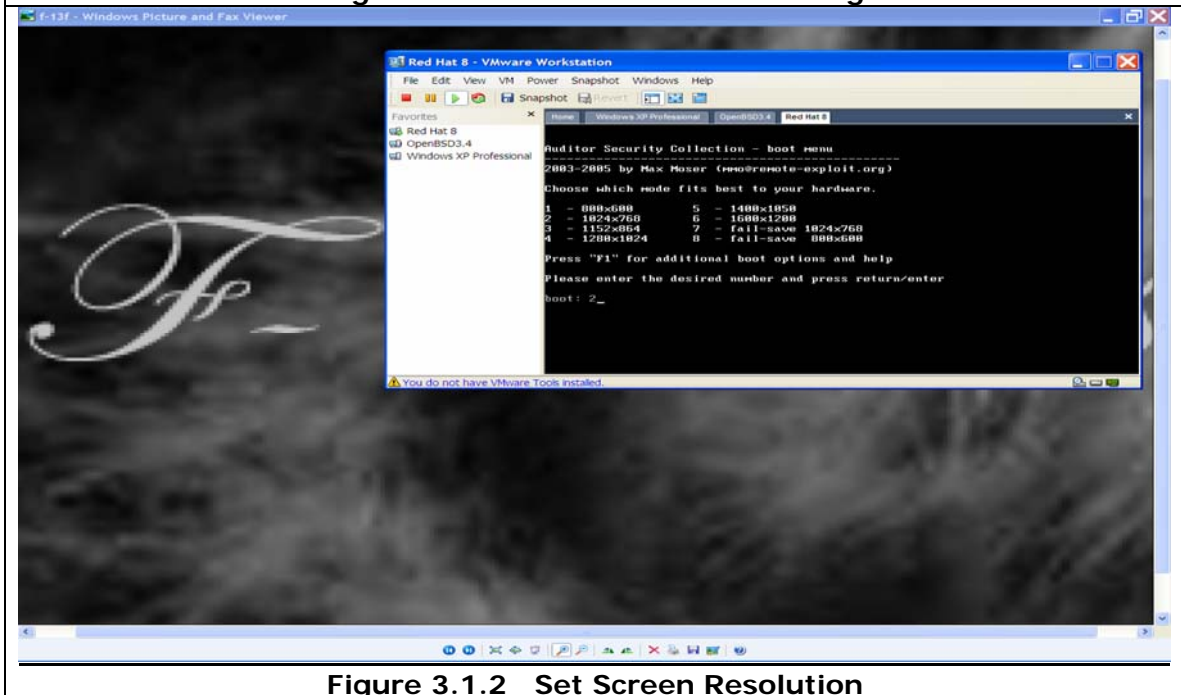 f-13f - Windows Picture and Fax Viewer
Red Hat 8 - VMware Workstation
File Edit View VM Power Snapshot Windows Help
Snapshot Revert
Favorites
Red Hat 8
OpenBSD3.4
Windows XP Professional
Home Windows XP Professional OpenBSD3.4 Red Hat 8
Auditor Security Collection - boot menu
2003-2005 by Max Moser (mmo@remote-exploit.org)
Choose which mode fits best to your hardware.
1 - 800x600 5 - 1400x1050
2 - 1024x768 6 - 1600x1200
3 - 1152x864 7 - fail-save 1024x768
4 - 1280x1024 8 - fail-save 800x600
Press "F1" for additional boot options and help
Please enter the desired number and press return/enter
boot: 2_
You do not have VMware Tools installed.
F -
Figure 3.1.2 Set Screen Resolution